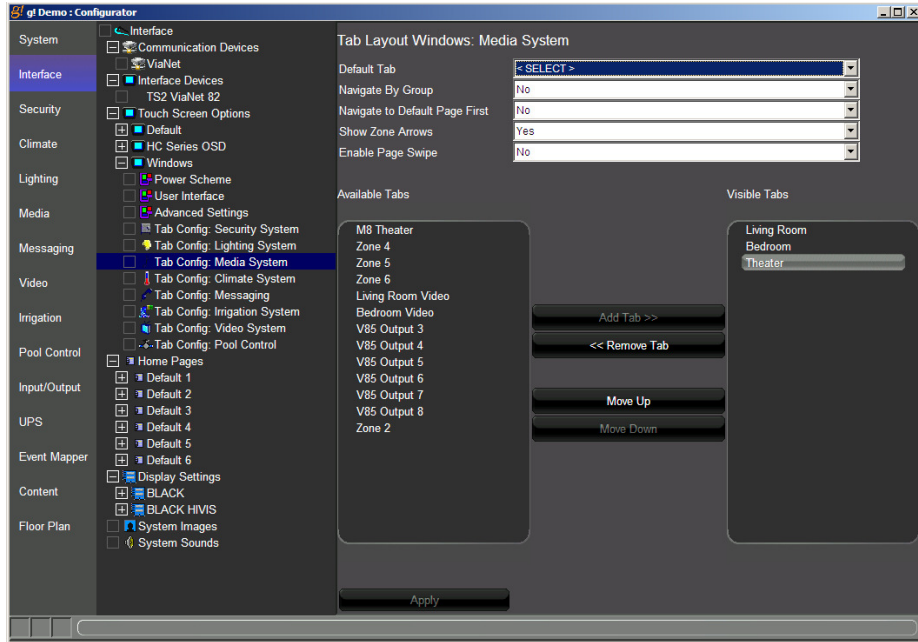 g! Demo : Configurator
System
Interface
Security
Climate
Lighting
Media
Messaging
Video
Irrigation
Pool Control
Input/Output
UPS
Event Mapper
Content
Floor Plan
Interface
Communication Devices
ViaNet
Interface Devices
TS2 ViaNet 82
Touch Screen Options
Default
HC Series OSD
Windows
Power Scheme
User Interface
Advanced Settings
Tab Config: Security System
Tab Config: Lighting System
Tab Config: Media System
Tab Config: Climate System
Tab Config: Messaging
Tab Config: Irrigation System
Tab Config: Video System
Tab Config: Pool Control
Home Pages
Default 1
Default 2
Default 3
Default 4
Default 5
Default 6
Display Settings
BLACK
BLACK HIVIS
System Images
System Sounds
Tab Layout Windows: Media System
Default Tab < SELECT >
Navigate By Group No
Navigate to Default Page First No
Show Zone Arrows Yes
Enable Page Swipe No
Available Tabs
M8 Theater
Zone 4
Zone 5
Zone 6
Living Room Video
Bedroom Video
V85 Output 3
V85 Output 4
V85 Output 5
V85 Output 6
V85 Output 7
V85 Output 8
Zone 2
Add Tab >>
<< Remove Tab
Move Up
Move Down
Visible Tabs
Living Room
Bedroom
Theater
Apply